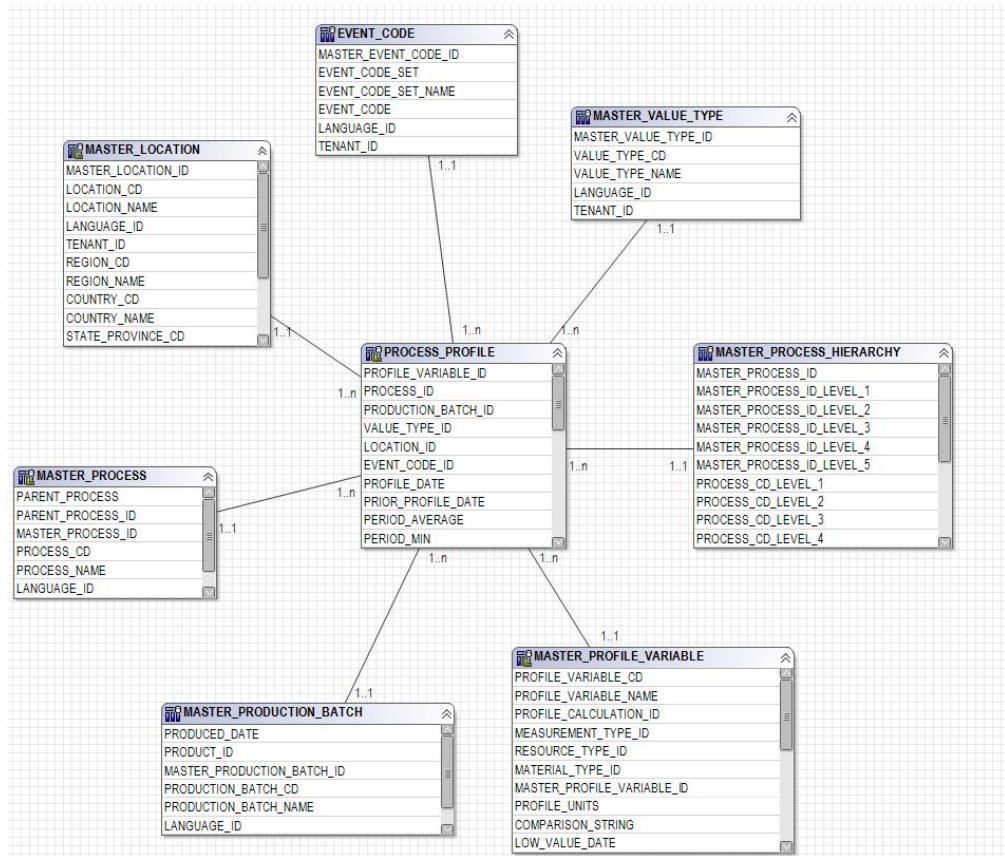 EVENT_CODE
MASTER_EVENT_CODE_ID
EVENT_CODE_SET
EVENT_CODE_SET_NAME
EVENT_CODE
LANGUAGE_ID
TENANT_ID
1..1
MASTER_VALUE_TYPE
MASTER_VALUE_TYPE_ID
VALUE_TYPE_CD
VALUE_TYPE_NAME
LANGUAGE_ID
TENANT_ID
1..1
MASTER_LOCATION
MASTER_LOCATION_ID
LOCATION_CD
LOCATION_NAME
LANGUAGE_ID
TENANT_ID
REGION_CD
REGION_NAME
COUNTRY_CD
COUNTRY_NAME
STATE_PROVINCE_CD
1..1
1..n
1..n
1..n
PROCESS_PROFILE
PROFILE_VARIABLE_ID
PROCESS_ID
PRODUCTION_BATCH_ID
VALUE_TYPE_ID
LOCATION_ID
EVENT_CODE_ID
PROFILE_DATE
PRIOR_PROFILE_DATE
PERIOD_AVERAGE
PERIOD_MIN
1..n
1..1
MASTER_PROCESS_HIERARCHY
MASTER_PROCESS_ID
MASTER_PROCESS_ID_LEVEL_1
MASTER_PROCESS_ID_LEVEL_2
MASTER_PROCESS_ID_LEVEL_3
MASTER_PROCESS_ID_LEVEL_4
MASTER_PROCESS_ID_LEVEL_5
PROCESS_CD_LEVEL_1
PROCESS_CD_LEVEL_2
PROCESS_CD_LEVEL_3
PROCESS_CD_LEVEL_4
MASTER_PROCESS
PARENT_PROCESS
PARENT_PROCESS_ID
MASTER_PROCESS_ID
PROCESS_CD
PROCESS_NAME
LANGUAGE_ID
1..1
1..n
1..n
1..n
1..1
1..1
MASTER_PRODUCTION_BATCH
PRODUCED_DATE
PRODUCT_ID
MASTER_PRODUCTION_BATCH_ID
PRODUCTION_BATCH_CD
PRODUCTION_BATCH_NAME
LANGUAGE_ID
MASTER_PROFILE_VARIABLE
PROFILE_VARIABLE_CD
PROFILE_VARIABLE_NAME
PROFILE_CALCULATION_ID
MEASUREMENT_TYPE_ID
RESOURCE_TYPE_ID
MATERIAL_TYPE_ID
MASTER_PROFILE_VARIABLE_ID
PROFILE_UNITS
COMPARISON_STRING
LOW_VALUE_DATE